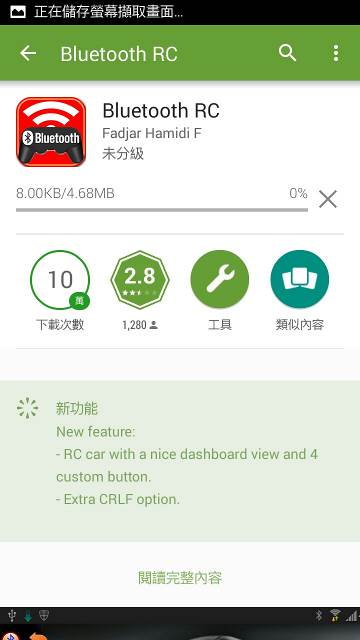 正在儲存螢幕擷取畫面...
Bluetooth RC
Bluetooth
Bluetooth RC
Fadjar Hamidi F
未分級
8.00KB/4.68MB 0%
10 萬 2.8
下載次數 1,280 工具 類似內容
新功能
New feature:
- RC car with a nice dashboard view and 4
custom button.
- Extra CRLF option.
閱讀完整內容